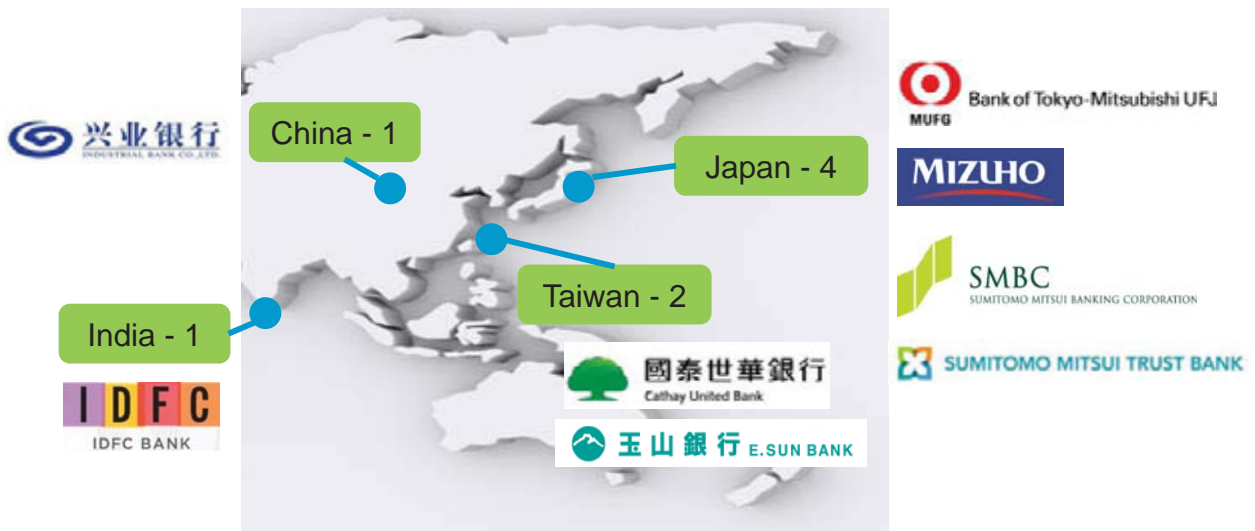 兴业银行
INDUSTRIAL BANK CO.,LTD.
China - 1
India - 1
IDFC
IDFC BANK
Japan - 4
Taiwan - 2
國泰世華銀行
Cathay United Bank
玉山銀行 E.SUN BANK
MUFG
Bank of Tokyo-Mitsubishi UFJ
MIZUHO
SMBC
SUMITOMO MITSUI BANKING CORPORATION
SUMITOMO MITSUI TRUST BANK